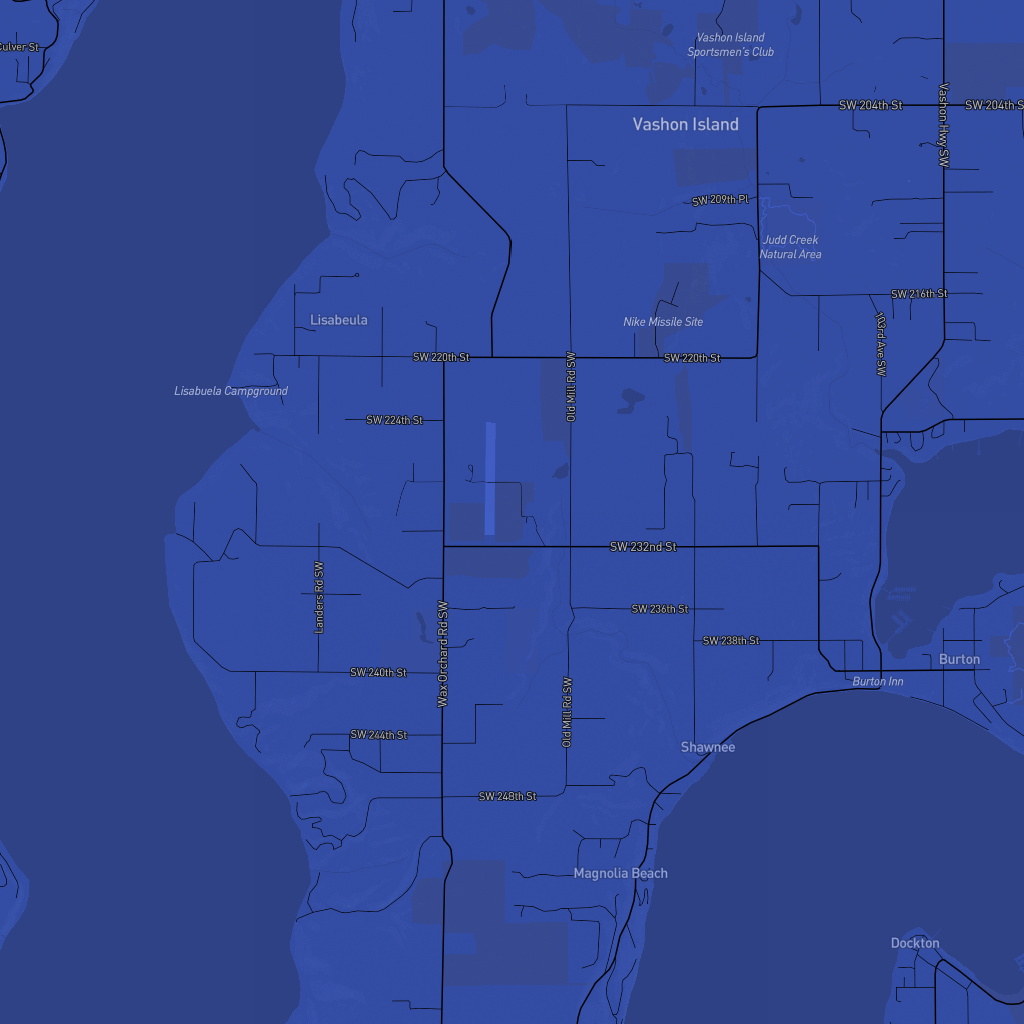 Vashon Island
Sportsmen's Club
Culver St
SW 204th St
SW 204th S
Vashon Hwy SW
Vashon Island
SW 209th Pl
Judd Creek
Natural Area
SW 216th St
Lisabeula
Nike Missile Site
103rd Ave SW
SW 220th St
SW 220th St
Old Mill Rd SW
Lisabuela Campground
SW 224th St
SW 232nd St
Landers Rd SW
SW 236th St
Wax Orchard Rd SW
SW 238th St
Burton
SW 240th St
Burton Inn
Old Mill Rd SW
SW 244th St
Shawnee
SW 248th St
Magnolia Beach
Dockton